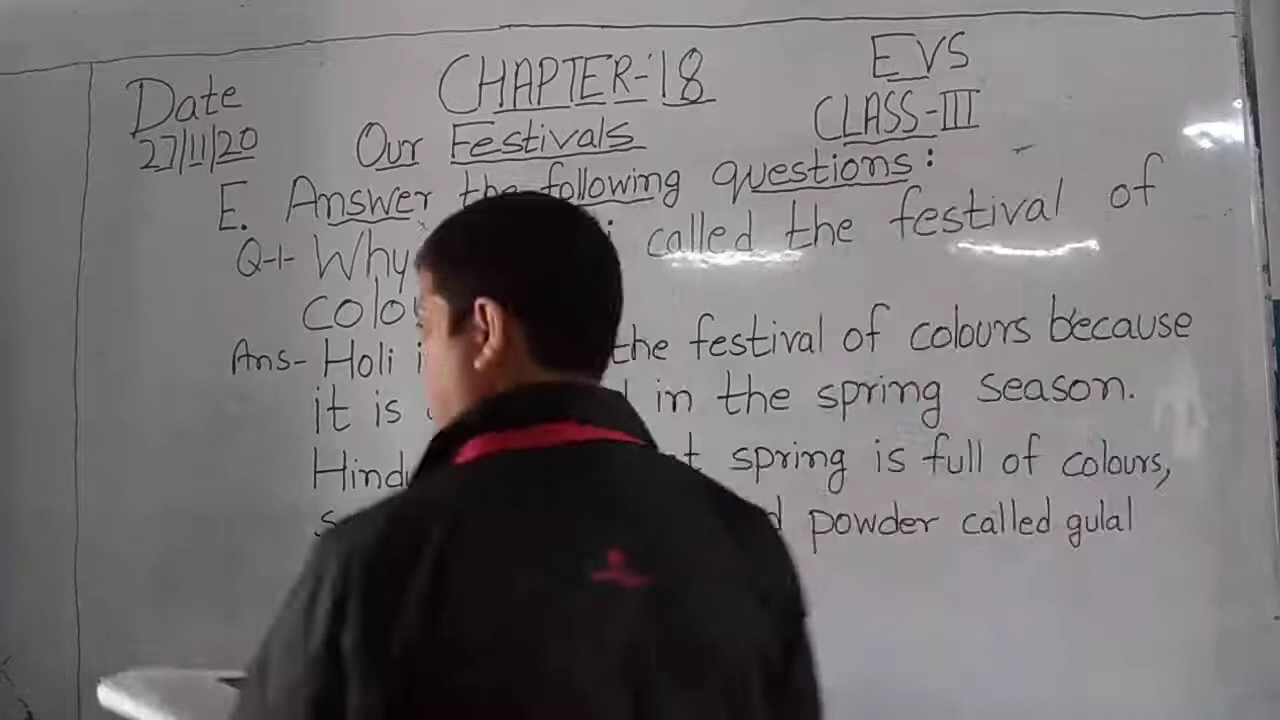 Date
27/11/20
CHAPTER-18
EVS
CLASS-III
Our Festivals
E. Answer the following questions:
Q-1- Why called the festival of
Ans- Holi the festival of colours because
it is in the spring season.
spring is full of colours,
powder called gulal